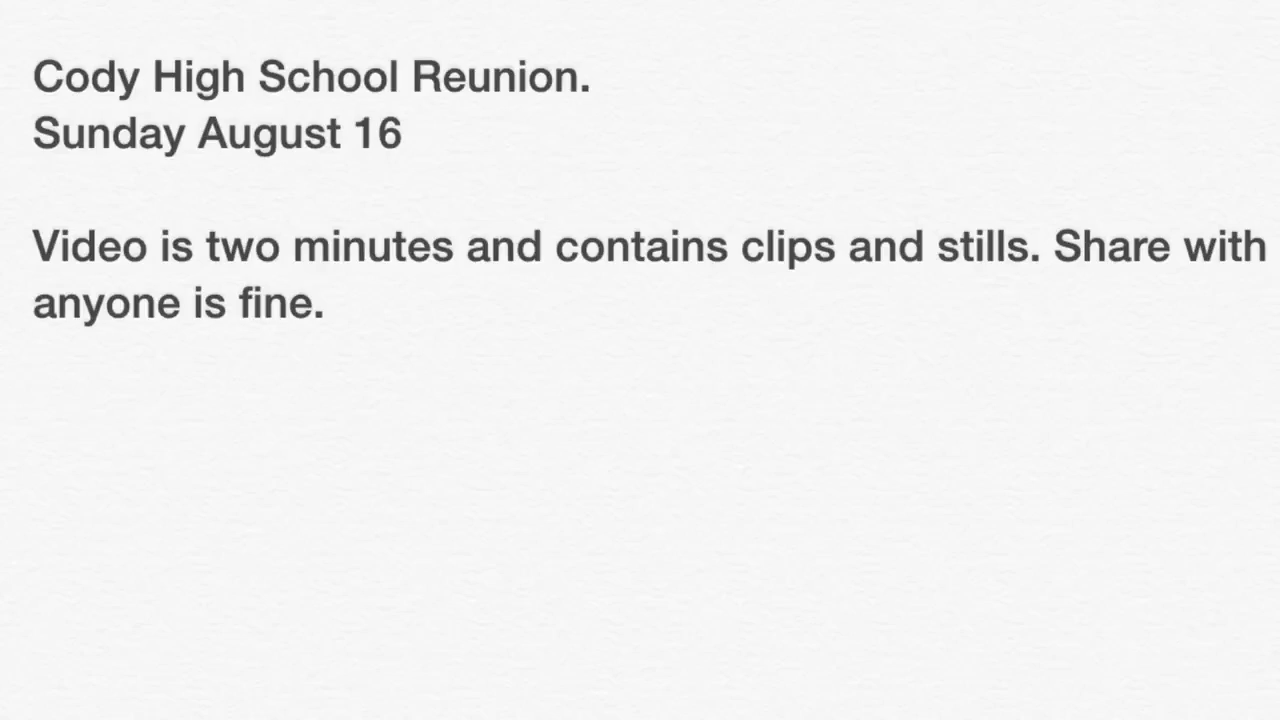 Cody High School Reunion.
Sunday August 16
Video is two minutes and contains clips and stills. Share with
anyone is fine.